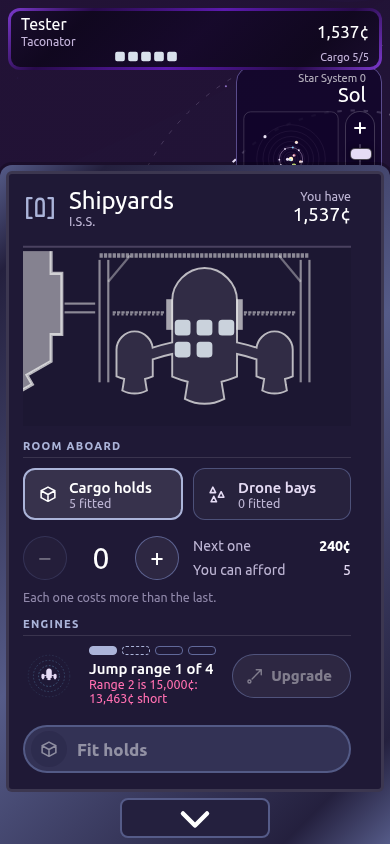 Tester
Taconator
1,537¢
Cargo 5/5
Star System 0
Sol
+
Shipyards
I.S.S.
You have
1,537¢
ROOM ABOARD
Cargo holds
5 fitted
Drone bays
0 fitted
− 0 +
Next one 240¢
You can afford 5
Each one costs more than the last.
ENGINES
Jump range 1 of 4
Range 2 is 15,000¢:
13,463¢ short
Upgrade
Fit holds